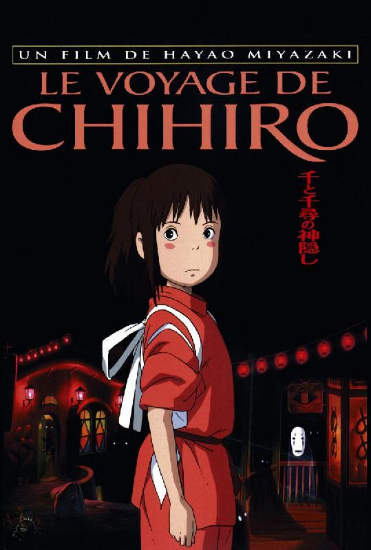 UN FILM DE HAYAO MIYAZAKI
LE VOYAGE DE
CHIHIRO
千と千尋の神隠し